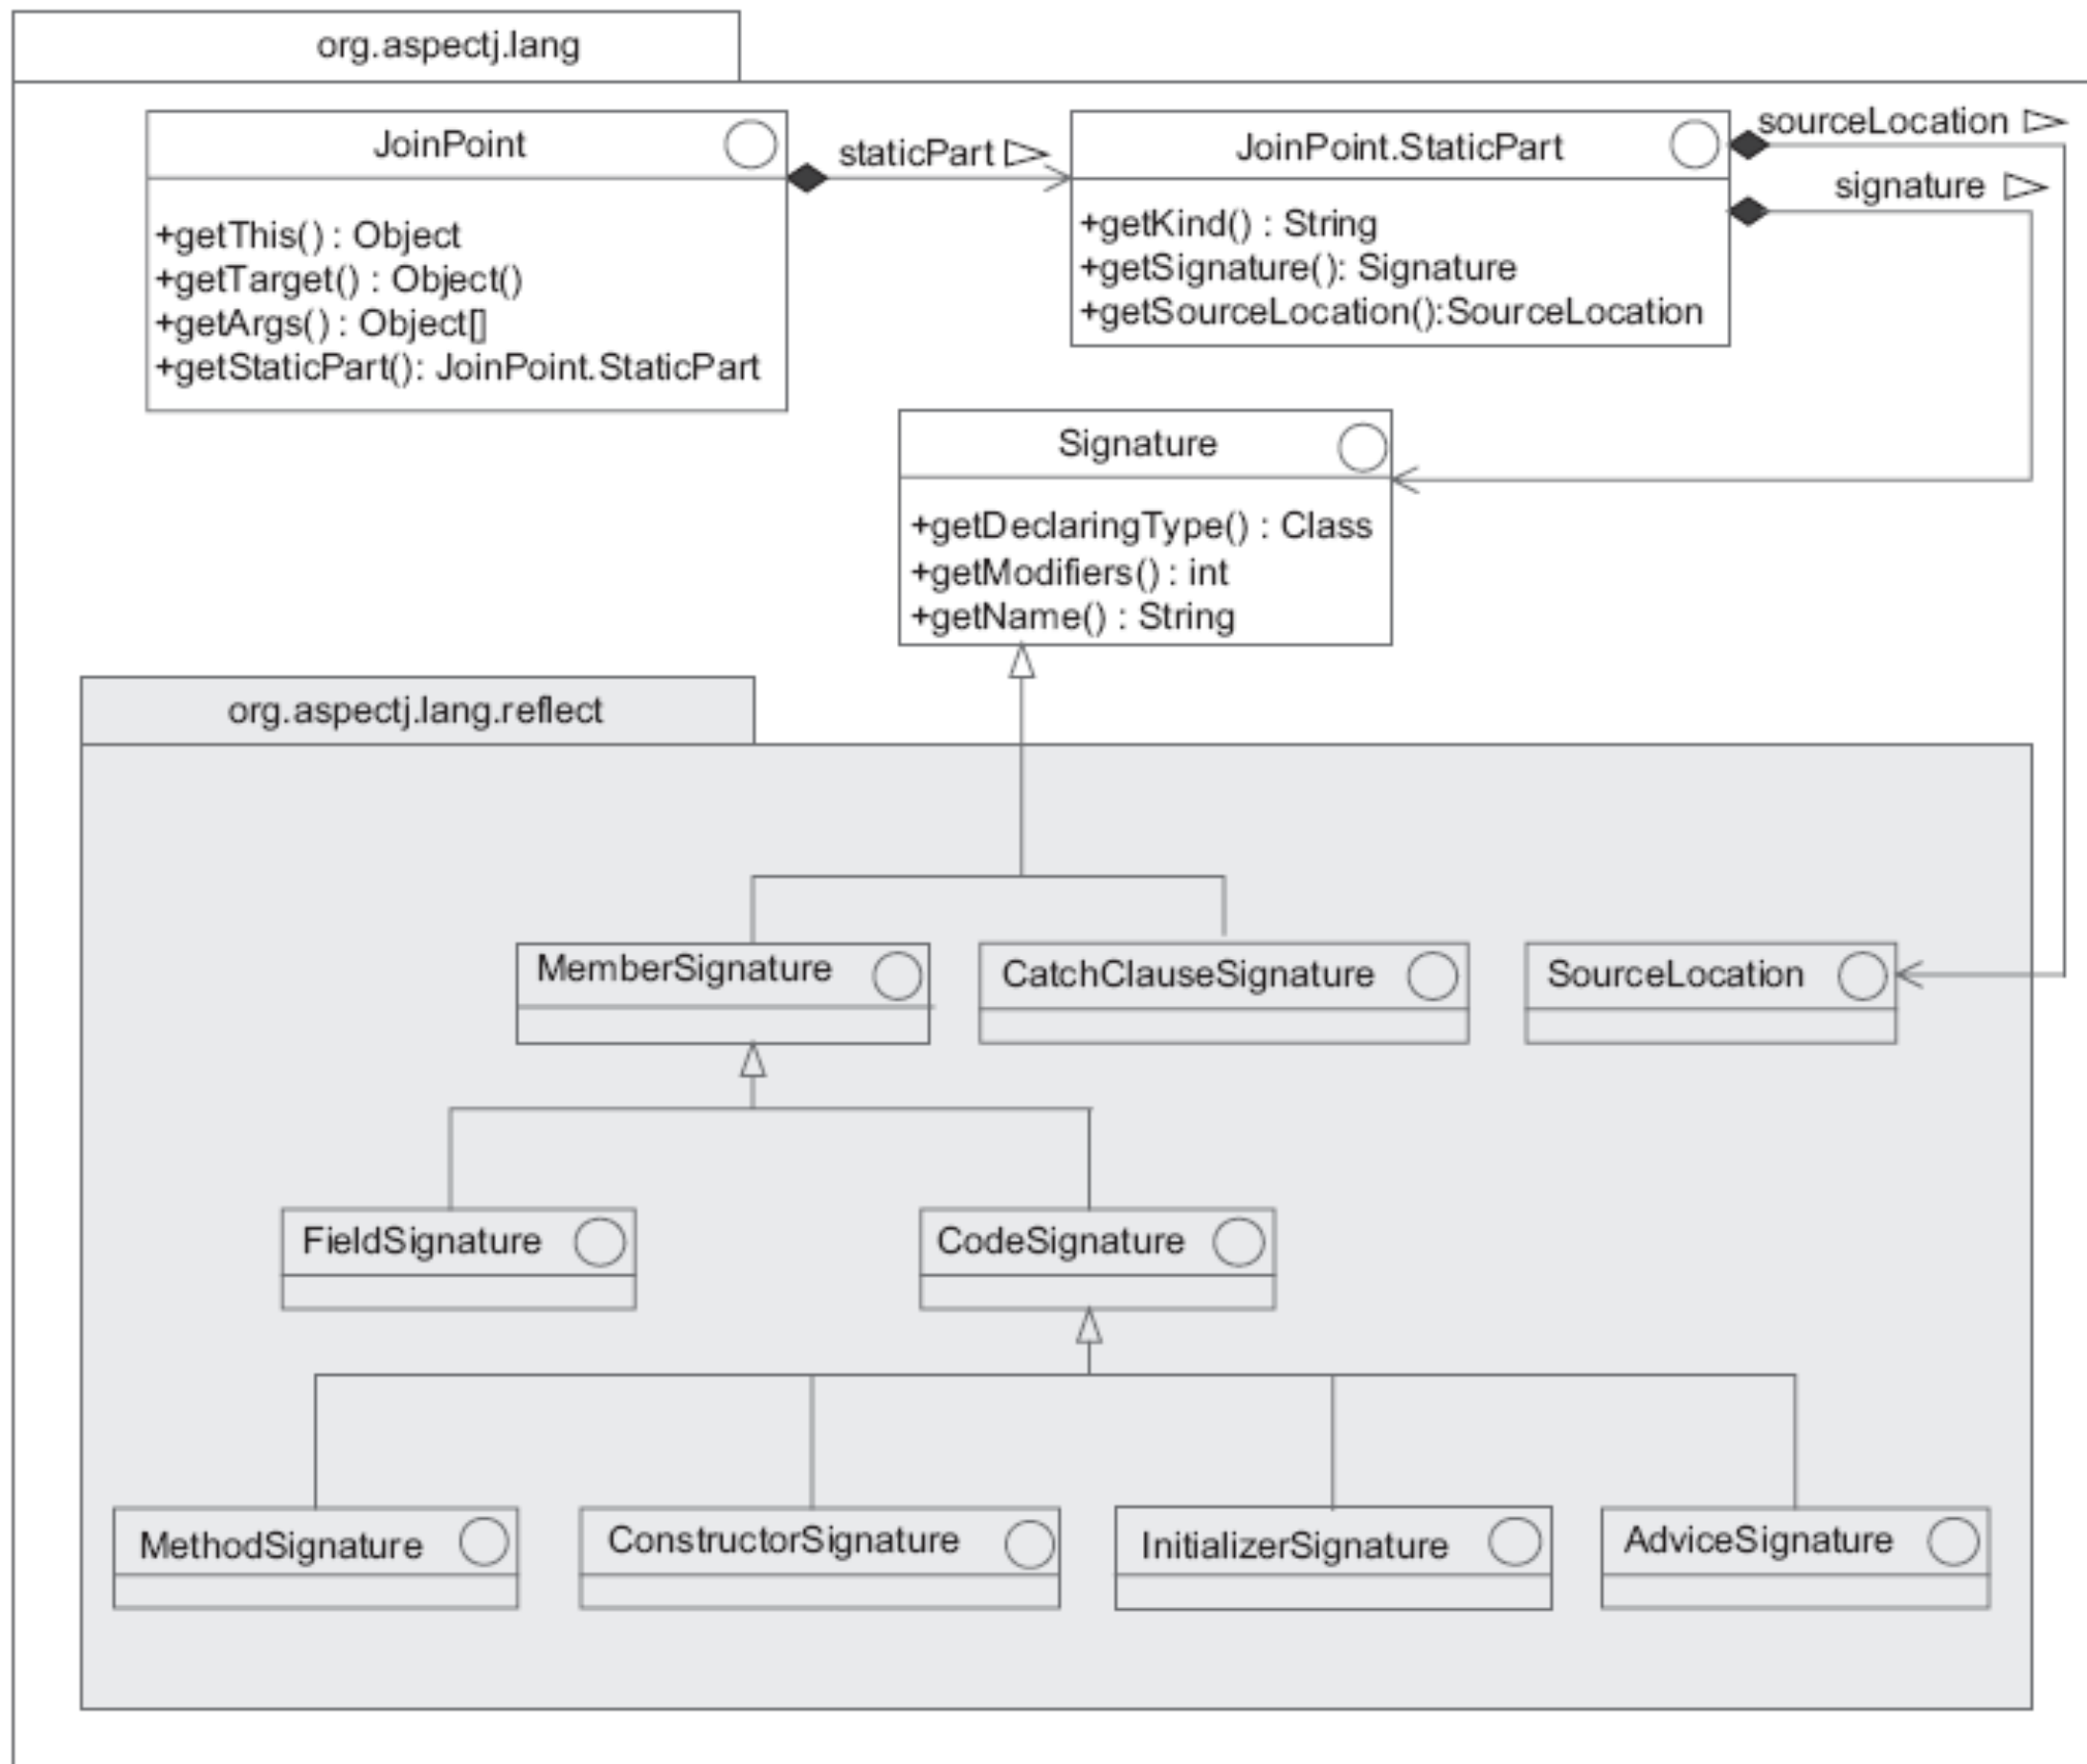 org.aspectj.lang
JoinPoint
+getThis() : Object
+getTarget() : Object()
+getArgs() : Object[]
+getStaticPart(): JoinPoint.StaticPart
staticPart
JoinPoint.StaticPart
+getKind() : String
+getSignature(): Signature
+getSourceLocation():SourceLocation
sourceLocation
signature
Signature
+getDeclaringType() : Class
+getModifiers() : int
+getName() : String
org.aspectj.lang.reflect
MemberSignature
CatchClauseSignature
SourceLocation
FieldSignature
CodeSignature
MethodSignature
ConstructorSignature
InitializerSignature
AdviceSignature